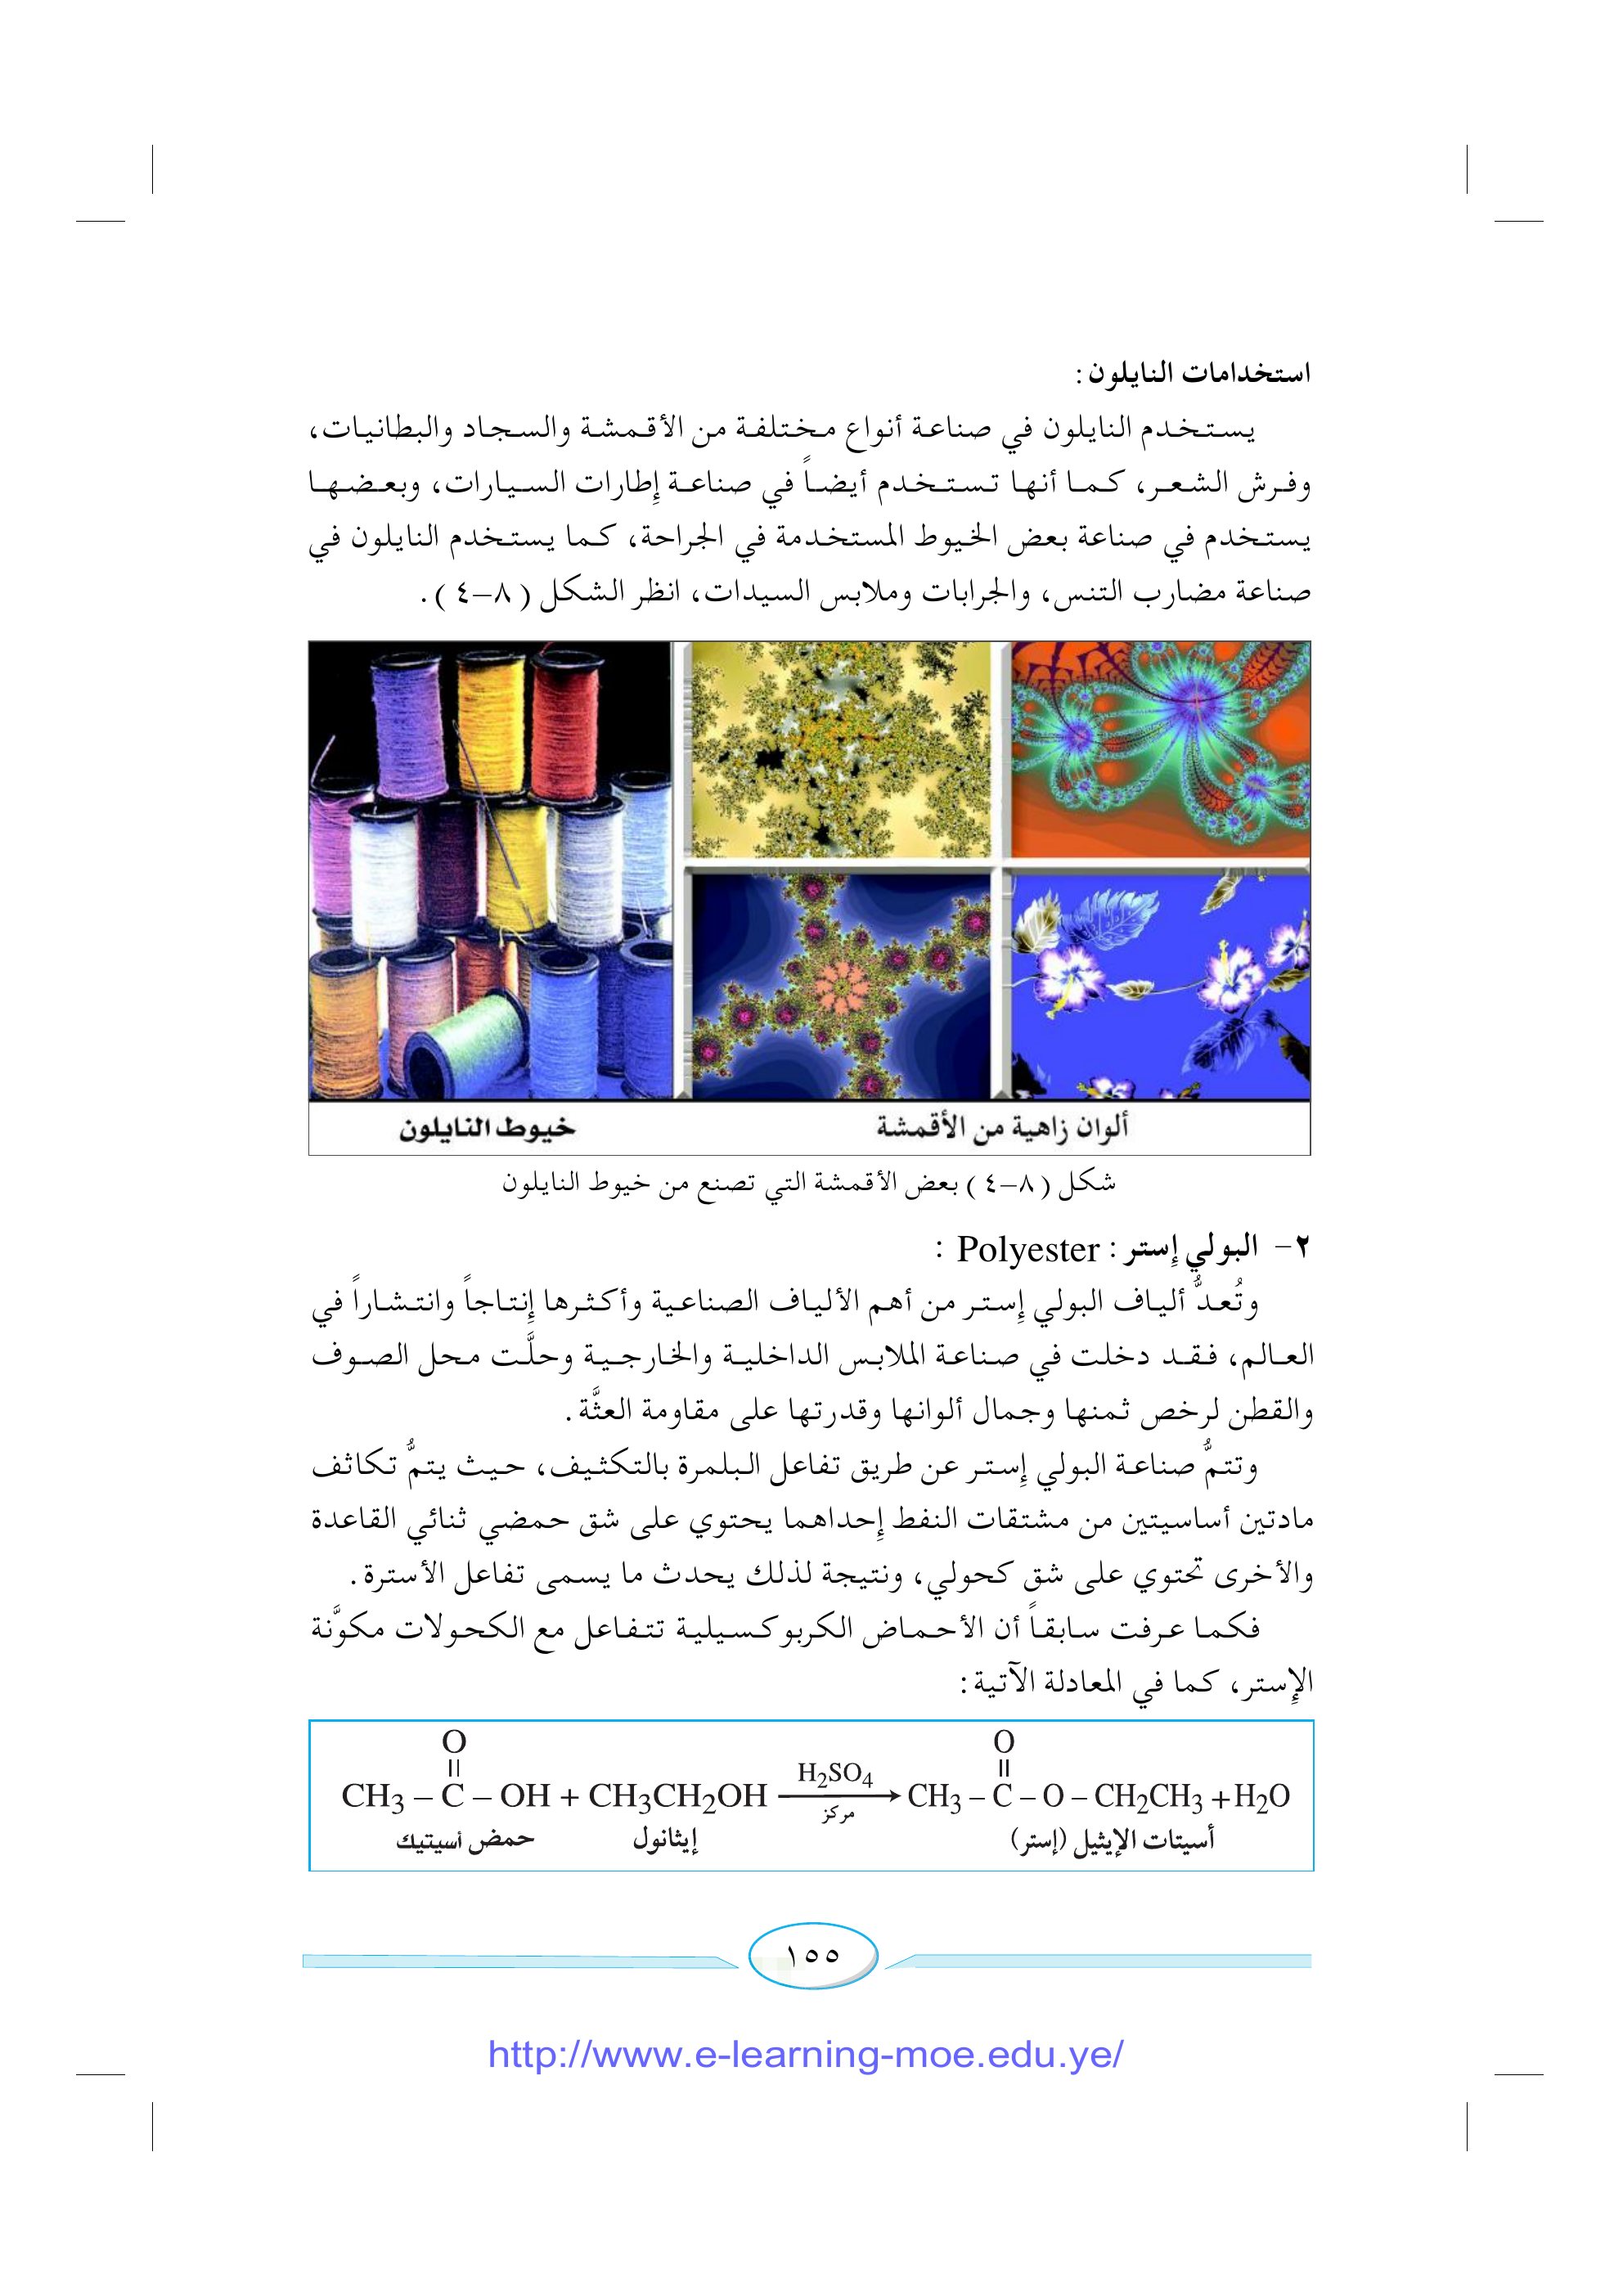 استخدامات النايلون :
يستخدم النايلون في صناعة أنواع مختلفة من الأقمشة والسجاد والبطانيات،
وفرش الشعر، كما أنها تستخدم أيضاً في صناعة إطارات السيارات، وبعضها
يستخدم في صناعة بعض الخيوط المستخدمة في الجراحة، كما يستخدم النايلون في
صناعة مضارب التنس، والجرابات وملابس السيدات، انظر الشكل ( ٨–٤ ) .
ألوان زاهية من الأقمشة
خيوط النايلون
شكل ( ٨–٤ ) بعض الأقمشة التي تصنع من خيوط النايلون
٢- البولي إستر : Polyester :
وتُعدُّ ألياف البولي إستر من أهم الألياف الصناعية وأكثرها إنتاجاً وانتشاراً في
العالم، فقد دخلت في صناعة الملابس الداخلية والخارجية وحلَّت محل الصوف
والقطن لرخص ثمنها وجمال ألوانها وقدرتها على مقاومة العثَّة .
وتتمُّ صناعة البولي إستر عن طريق تفاعل البلمرة بالتكثيف، حيث يتمُّ تكاثف
مادتين أساسيتين من مشتقات النفط إحداهما يحتوي على شق حمضي ثنائي القاعدة
والأخرى تحتوي على شق كحولي، ونتيجة لذلك يحدث ما يسمى تفاعل الأسترة .
فكما عرفت سابقاً أن الأحماض الكربوكسيلية تتفاعل مع الكحولات مكوَّنة
الإستر، كما في المعادلة الآتية :
O O
|| ||
CH3 – C – OH + CH3CH2OH H2SO4 → CH3 – C – O – CH2CH3 + H2O
مركز
حمض أسيتيك إيثانول أسيتات الإيثيل (إستر)
١٥٥
http://www.e-learning-moe.edu.ye/